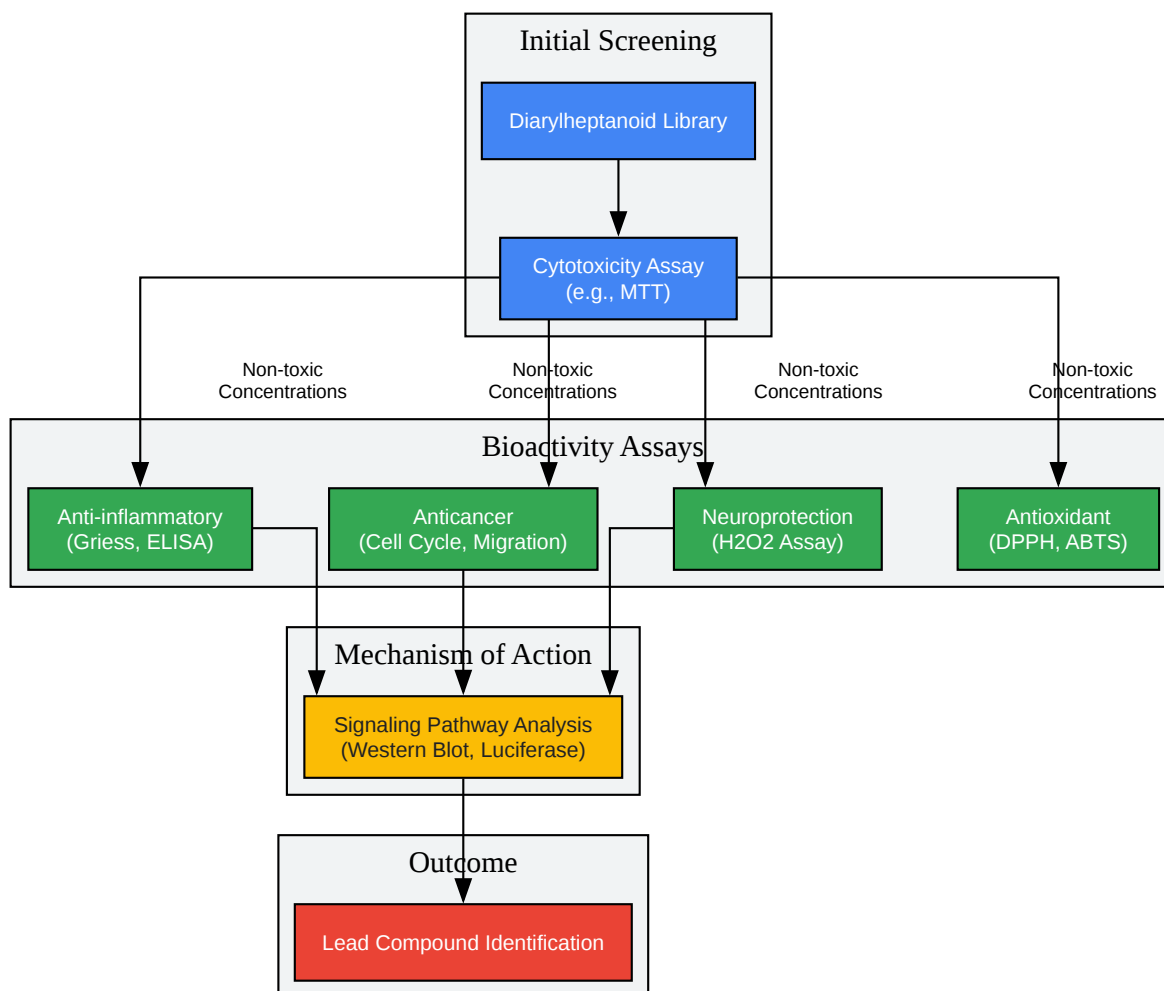 Initial Screening
Diarylheptanoid Library
Cytotoxicity Assay
(e.g., MTT)
Non-toxic
Concentrations
Non-toxic
Concentrations
Non-toxic
Concentrations
Non-toxic
Concentrations
Bioactivity Assays
Anti-inflammatory
(Griess, ELISA)
Anticancer
(Cell Cycle, Migration)
Neuroprotection
(H2O2 Assay)
Antioxidant
(DPPH, ABTS)
Mechanism of Action
Signaling Pathway Analysis
(Western Blot, Luciferase)
Outcome
Lead Compound Identification